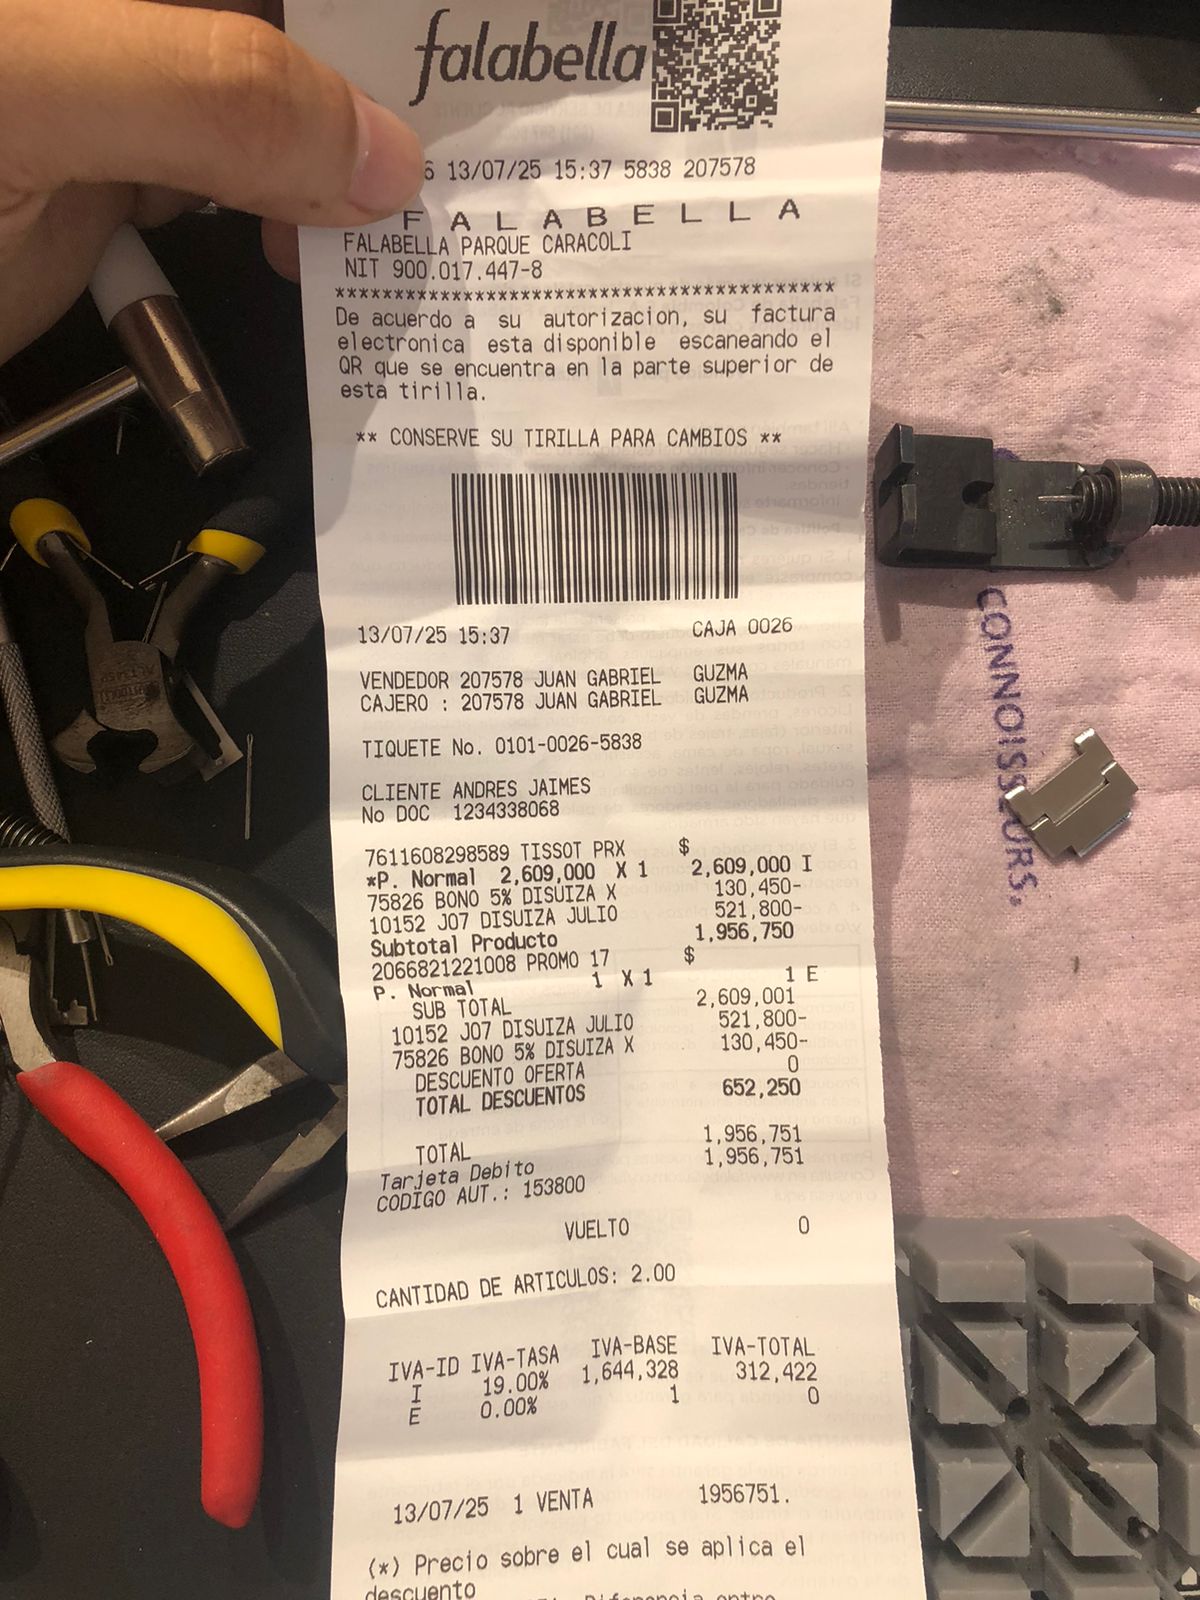 falabella
6 13/07/25 15:37 5838 207578
F A L A B E L L A
FALABELLA PARQUE CARACOLI
NIT 900.017.447-8
******************************************
De acuerdo a su autorizacion, su factura
electronica esta disponible escaneando el
QR que se encuentra en la parte superior de
esta tirilla.
** CONSERVE SU TIRILLA PARA CAMBIOS **
13/07/25 15:37 CAJA 0026
VENDEDOR 207578 JUAN GABRIEL GUZMA
CAJERO : 207578 JUAN GABRIEL GUZMA
TIQUETE No. 0101-0026-5838
CLIENTE ANDRES JAIMES
No DOC 1234338068
7611608298589 TISSOT PRX $
*P. Normal 2,609,000 X 1 2,609,000 I
75826 BONO 5% DISUIZA X 130,450-
10152 J07 DISUIZA JULIO 521,800-
Subtotal Producto 1,956,750
2066821221008 PROMO 17 $
P. Normal 1 X 1 1 E
SUB TOTAL 2,609,001
10152 J07 DISUIZA JULIO 521,800-
75826 BONO 5% DISUIZA X 130,450-
DESCUENTO OFERTA 0
TOTAL DESCUENTOS 652,250
TOTAL 1,956,751
Tarjeta Debito 1,956,751
CODIGO AUT.: 153800
VUELTO 0
CANTIDAD DE ARTICULOS: 2.00
IVA-ID IVA-TASA IVA-BASE IVA-TOTAL
I 19.00% 1,644,328 312,422
E 0.00% 1 0
13/07/25 1 VENTA 1956751.
(*) Precio sobre el cual se aplica el
descuento
Diferencia entre
CONNOISSEURS.